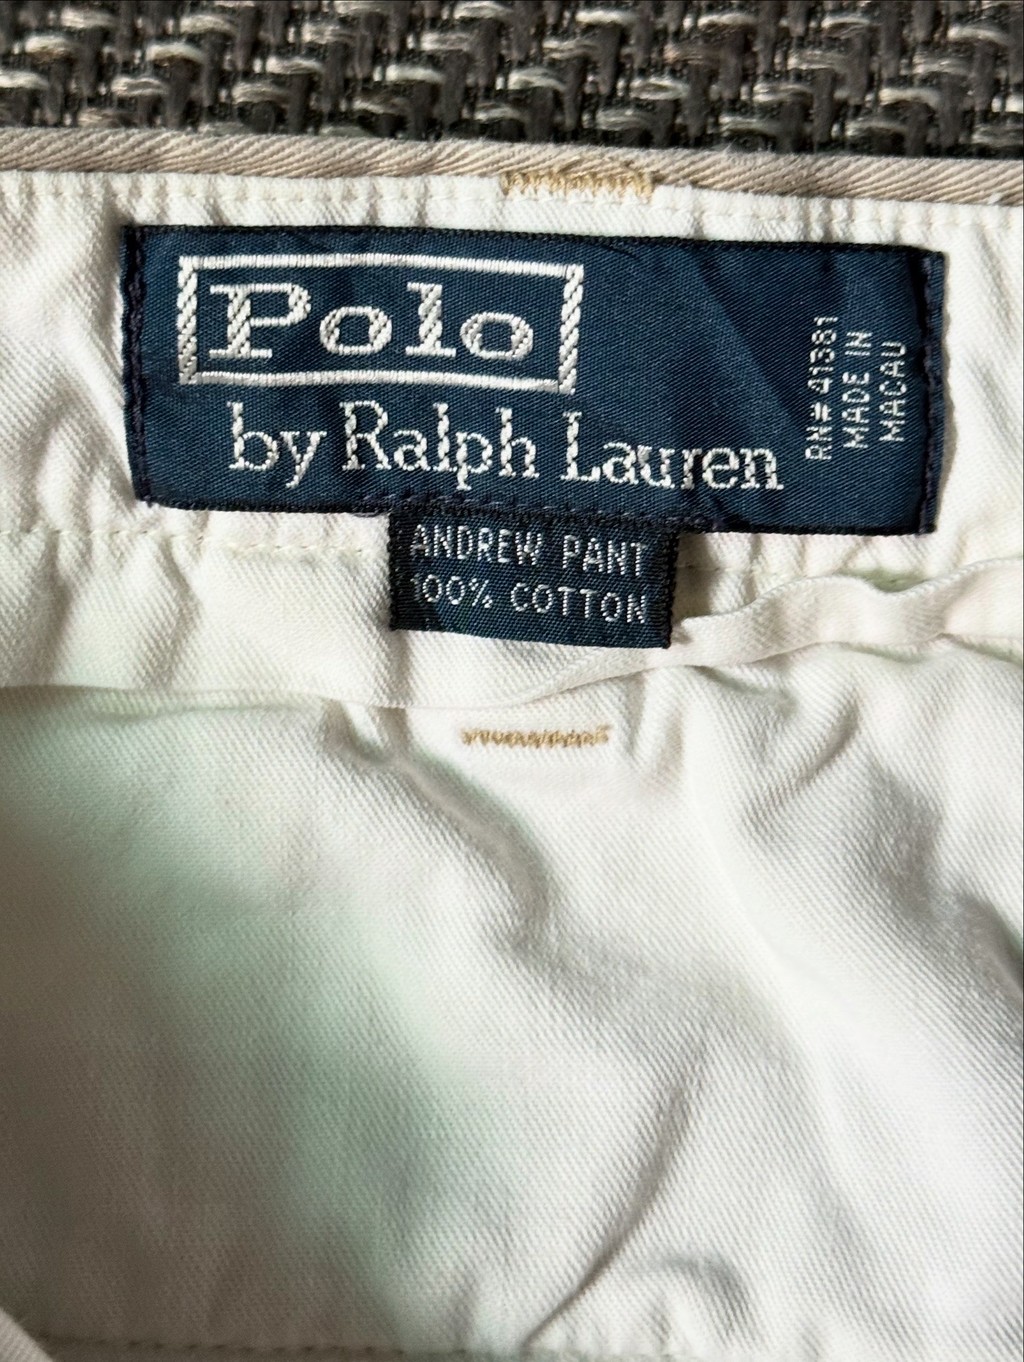 Polo
by Ralph Lauren
RN# 41381
MADE IN
MACAU
ANDREW PANT
100% COTTON